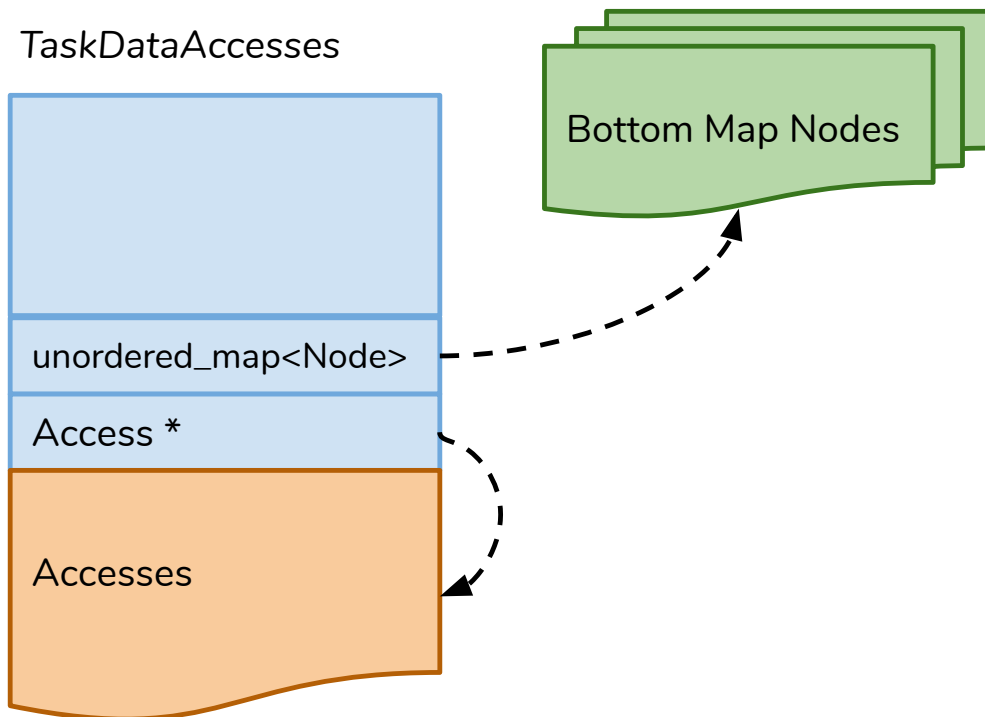 TaskDataAccesses
Bottom Map Nodes
unordered_map<Node>
Access *
Accesses